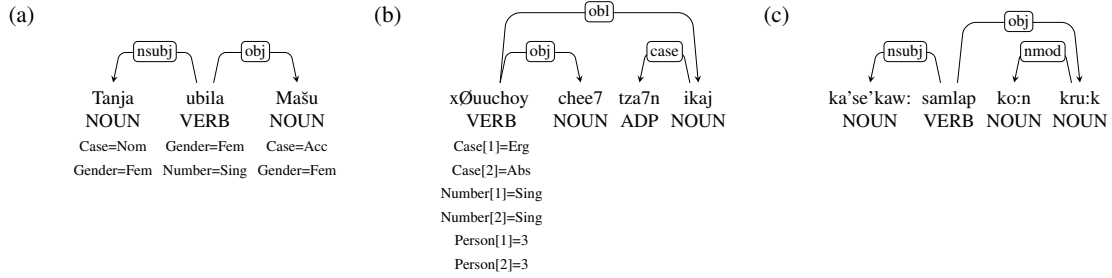 (a)
nsubj obj
Tanja ubila Mašu
NOUN VERB NOUN
Case=Nom Gender=Fem Case=Acc
Gender=Fem Number=Sing Gender=Fem
(b)
obl
obj case
xØuuchoy chee7 tza7n ikaj
VERB NOUN ADP NOUN
Case[1]=Erg
Case[2]=Abs
Number[1]=Sing
Number[2]=Sing
Person[1]=3
Person[2]=3
(c)
obj
nsubj nmod
ka'se'kaw: samlap ko:n kru:k
NOUN VERB NOUN NOUN